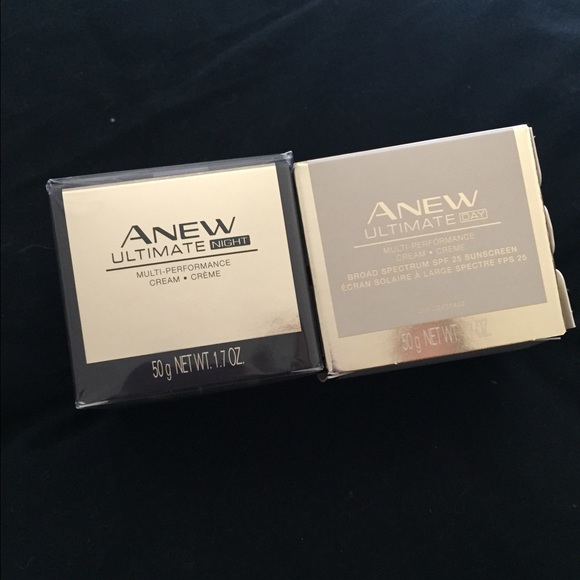 ANEW
ULTIMATE NIGHT
MULTI-PERFORMANCE
CREAM • CRÈME
50 g NET WT. 1.7 OZ.
ANEW
ULTIMATE DAY
MULTI-PERFORMANCE
CREAM • CRÈME
BROAD SPECTRUM SPF 25 SUNSCREEN
ÉCRAN SOLAIRE À LARGE SPECTRE FPS 25
50 g NET WT. OZ.